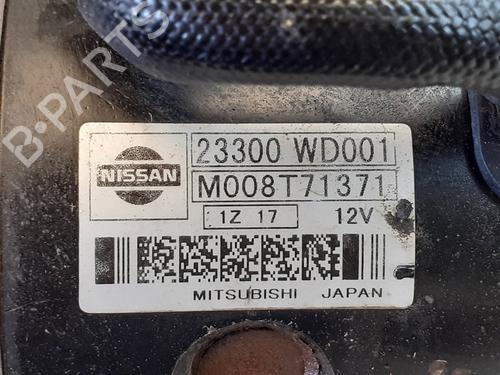 B-PARTS
NISSAN
23300 WD001
M008T71371
1Z 17 12V
MITSUBISHI JAPAN